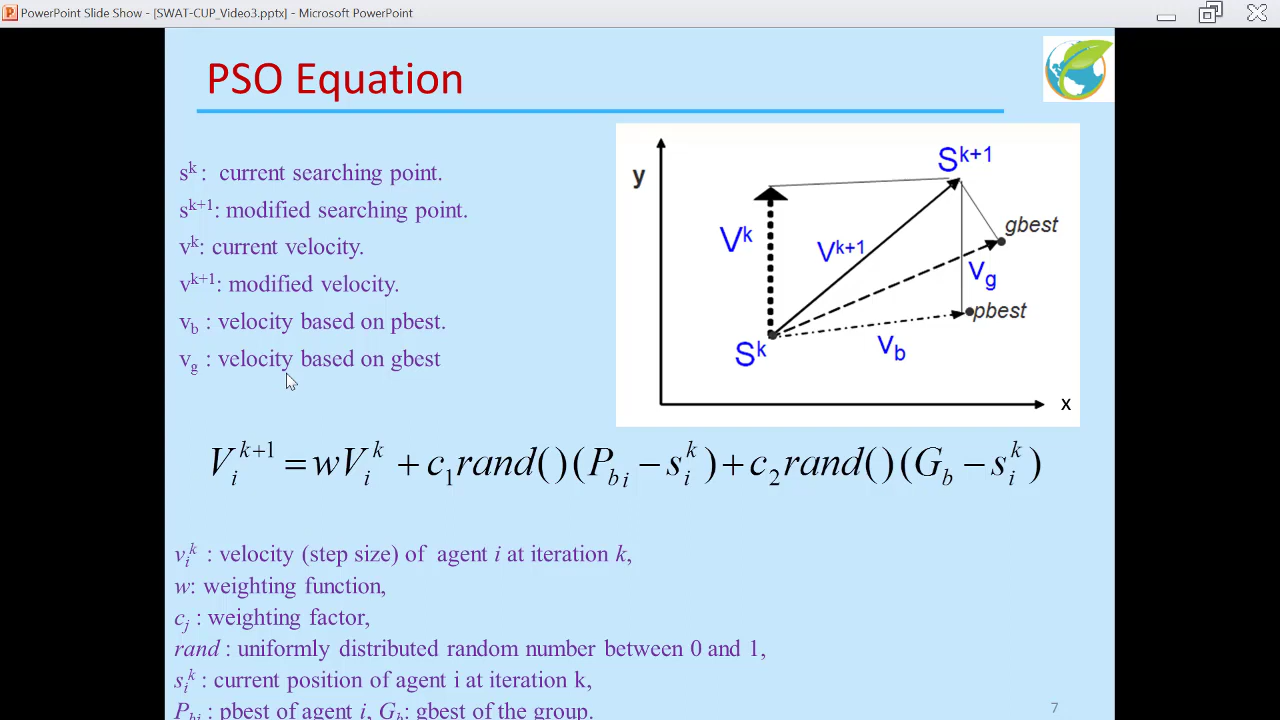 PowerPoint Slide Show - [SWAT-CUP_Video3.pptx] - Microsoft PowerPoint
PSO Equation
s^k : current searching point.
s^{k+1}: modified searching point.
v^k: current velocity.
v^{k+1}: modified velocity.
v_b : velocity based on pbest.
v_g : velocity based on gbest
y
S^{k+1}
gbest
V^k
V^{k+1}
V_g
pbest
S^k
V_b
x
V_i^{k+1} = wV_i^k + c_1 rand()(P_{b i} − s_i^k) + c_2 rand()(G_b − s_i^k)
v_i^k : velocity (step size) of agent i at iteration k,
w: weighting function,
c_j : weighting factor,
rand : uniformly distributed random number between 0 and 1,
s_i^k : current position of agent i at iteration k,
P_{bi} : pbest of agent i, G_b: gbest of the group.
7